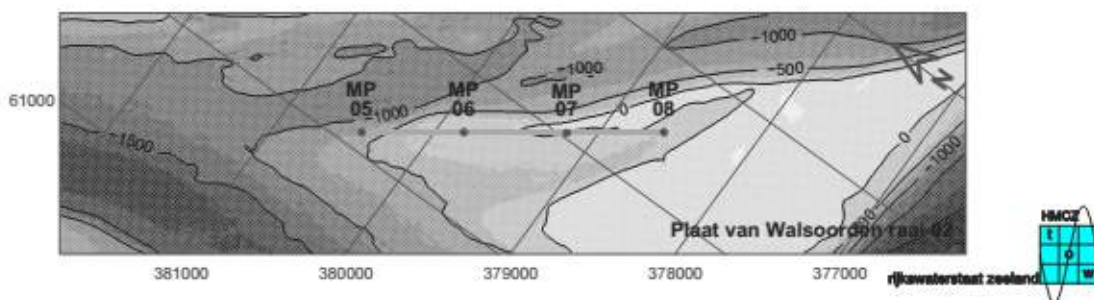 -1000
-500
-1000
MP 05
MP 06
MP 07
MP 08
61000
-1000
0
-1500
0
-1000
N
Plaat van Walsoorden raai 02
381000
380000
379000
378000
377000
HMCZ
t
o
w
rijkswaterstaat zeeland